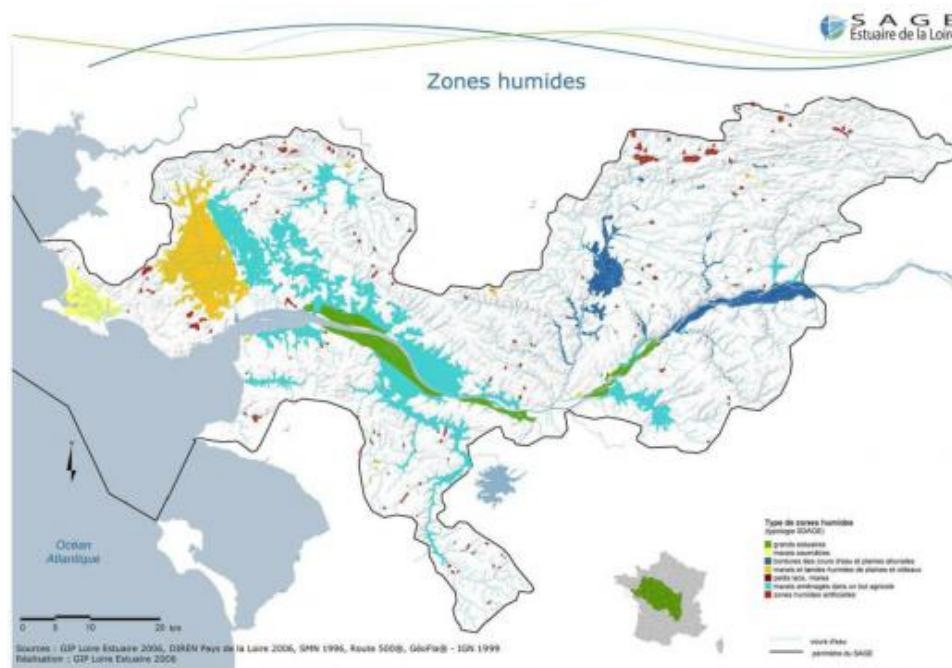 SAGE
Estuaire de la Loire
Zones humides
Océan
Atlantique
0 5 10 20 km
Type de zones humides
(typologie SDAGE)
grands estuaires
marais saumâtres
bordures des cours d'eau et plaines alluviales
marais et landes humides de plaines et plateaux
petits lacs, mares
marais aménagés dans un but agricole
zones humides artificielles
cours d'eau
périmètre du SAGE
Sources : GIP Loire Estuaire 2006, DIREN Pays de la Loire 2006, SMN 1996, Route 500®, GéoFla® - IGN 1999
Réalisation : GIP Loire Estuaire 2006